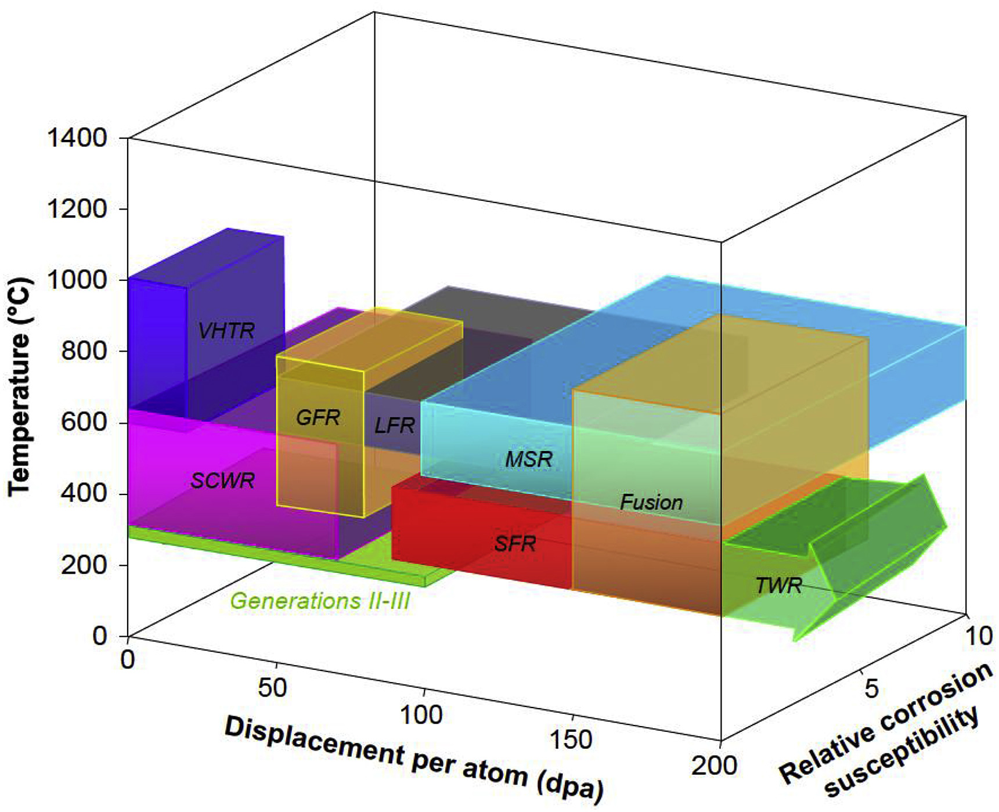 1400
1200
1000
800
600
400
200
0
Temperature (°C)
VHTR
GFR
LFR
SCWR
MSR
Fusion
SFR
TWR
Generations II-III
0
50
100
150
200
Displacement per atom (dpa)
5
10
Relative corrosion
susceptibility